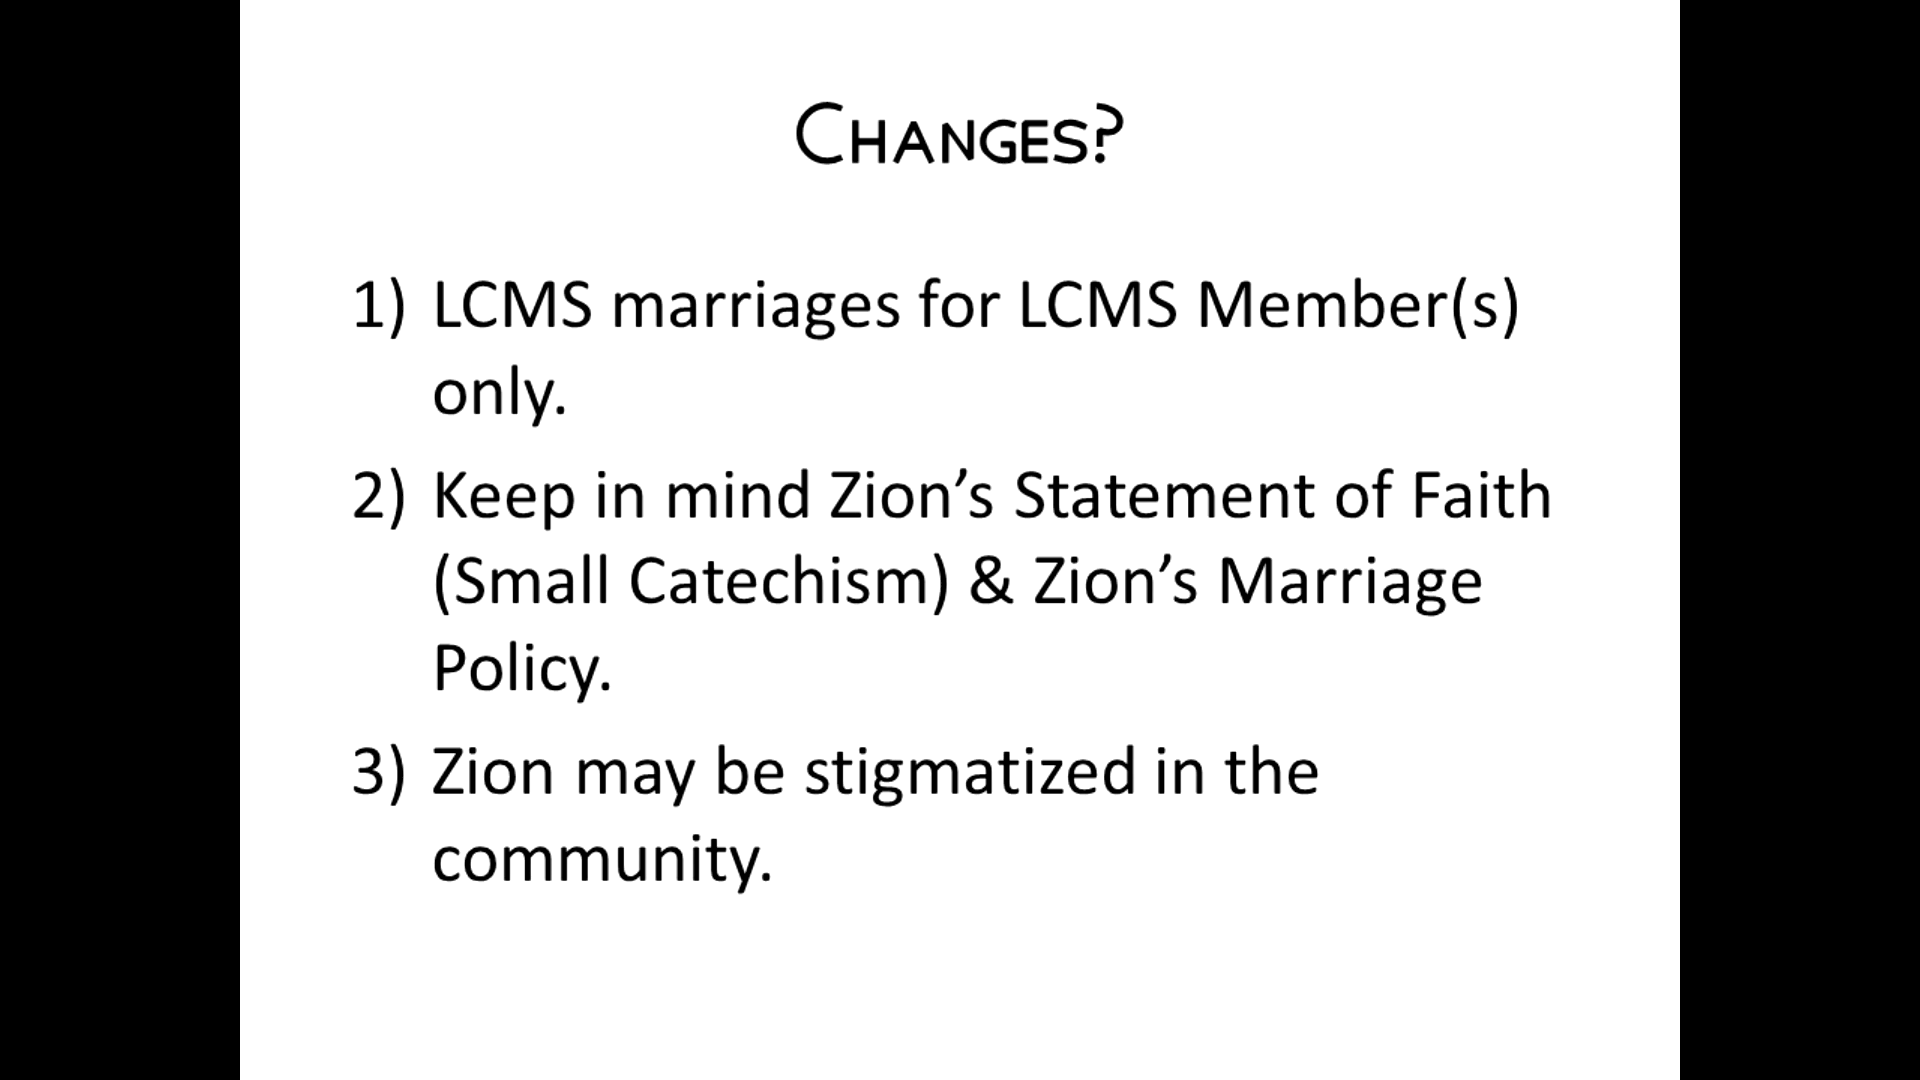 Changes?
1) LCMS marriages for LCMS Member(s)
only.
2) Keep in mind Zion’s Statement of Faith
(Small Catechism) & Zion’s Marriage
Policy.
3) Zion may be stigmatized in the
community.